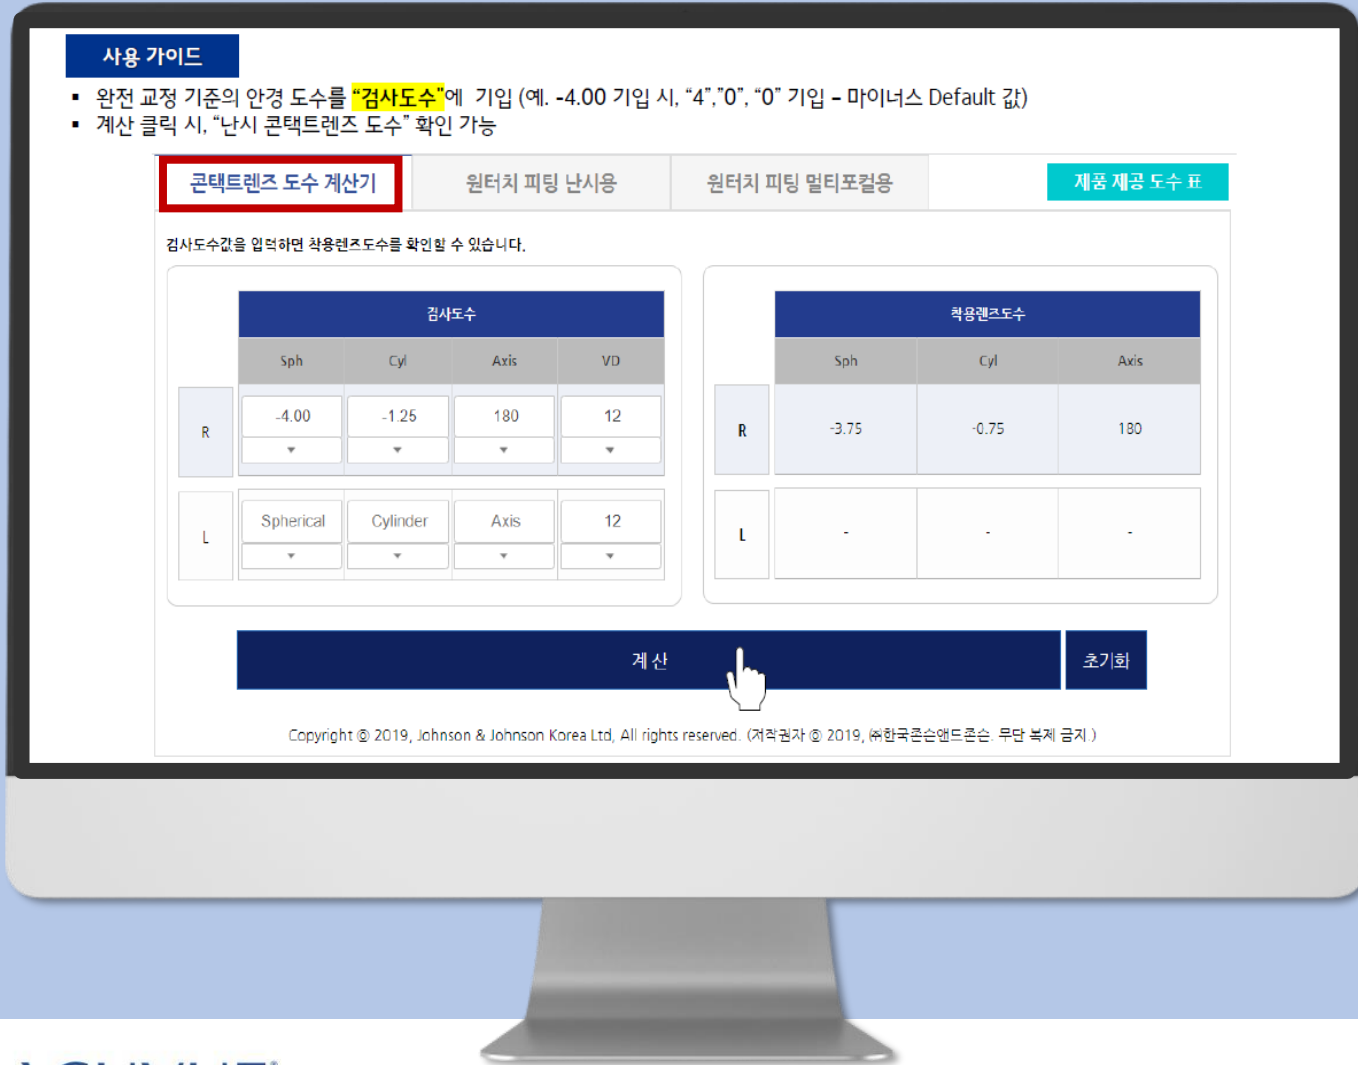 사용 가이드
▪ 완전 교정 기준의 안경 도수를 “검사도수”에 기입 (예. -4.00 기입 시, “4”,”0”, “0” 기입 – 마이너스 Default 값)
▪ 계산 클릭 시, “난시 콘택트렌즈 도수” 확인 가능
콘택트렌즈 도수 계산기 원터치 피팅 난시용 원터치 피팅 멀티포컬용 제품 제공 도수 표
검사도수값을 입력하면 착용렌즈도수를 확인할 수 있습니다.
검사도수 착용렌즈도수
Sph Cyl Axis VD Sph Cyl Axis
R -4.00 -1.25 180 12 R -3.75 -0.75 180
L Spherical Cylinder Axis 12 L - - -
계 산 초기화
Copyright © 2019, Johnson & Johnson Korea Ltd, All rights reserved. (저작권자 © 2019, ㈜한국존슨앤드존슨. 무단 복제 금지.)